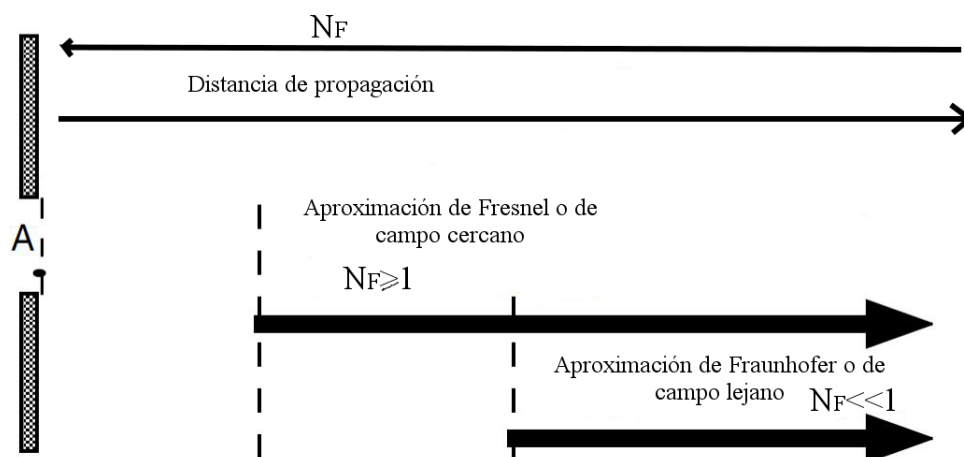 NF
Distancia de propagación
Aproximación de Fresnel o de
campo cercano
A
NF⩾1
Aproximación de Fraunhofer o de
campo lejano
NF<<1